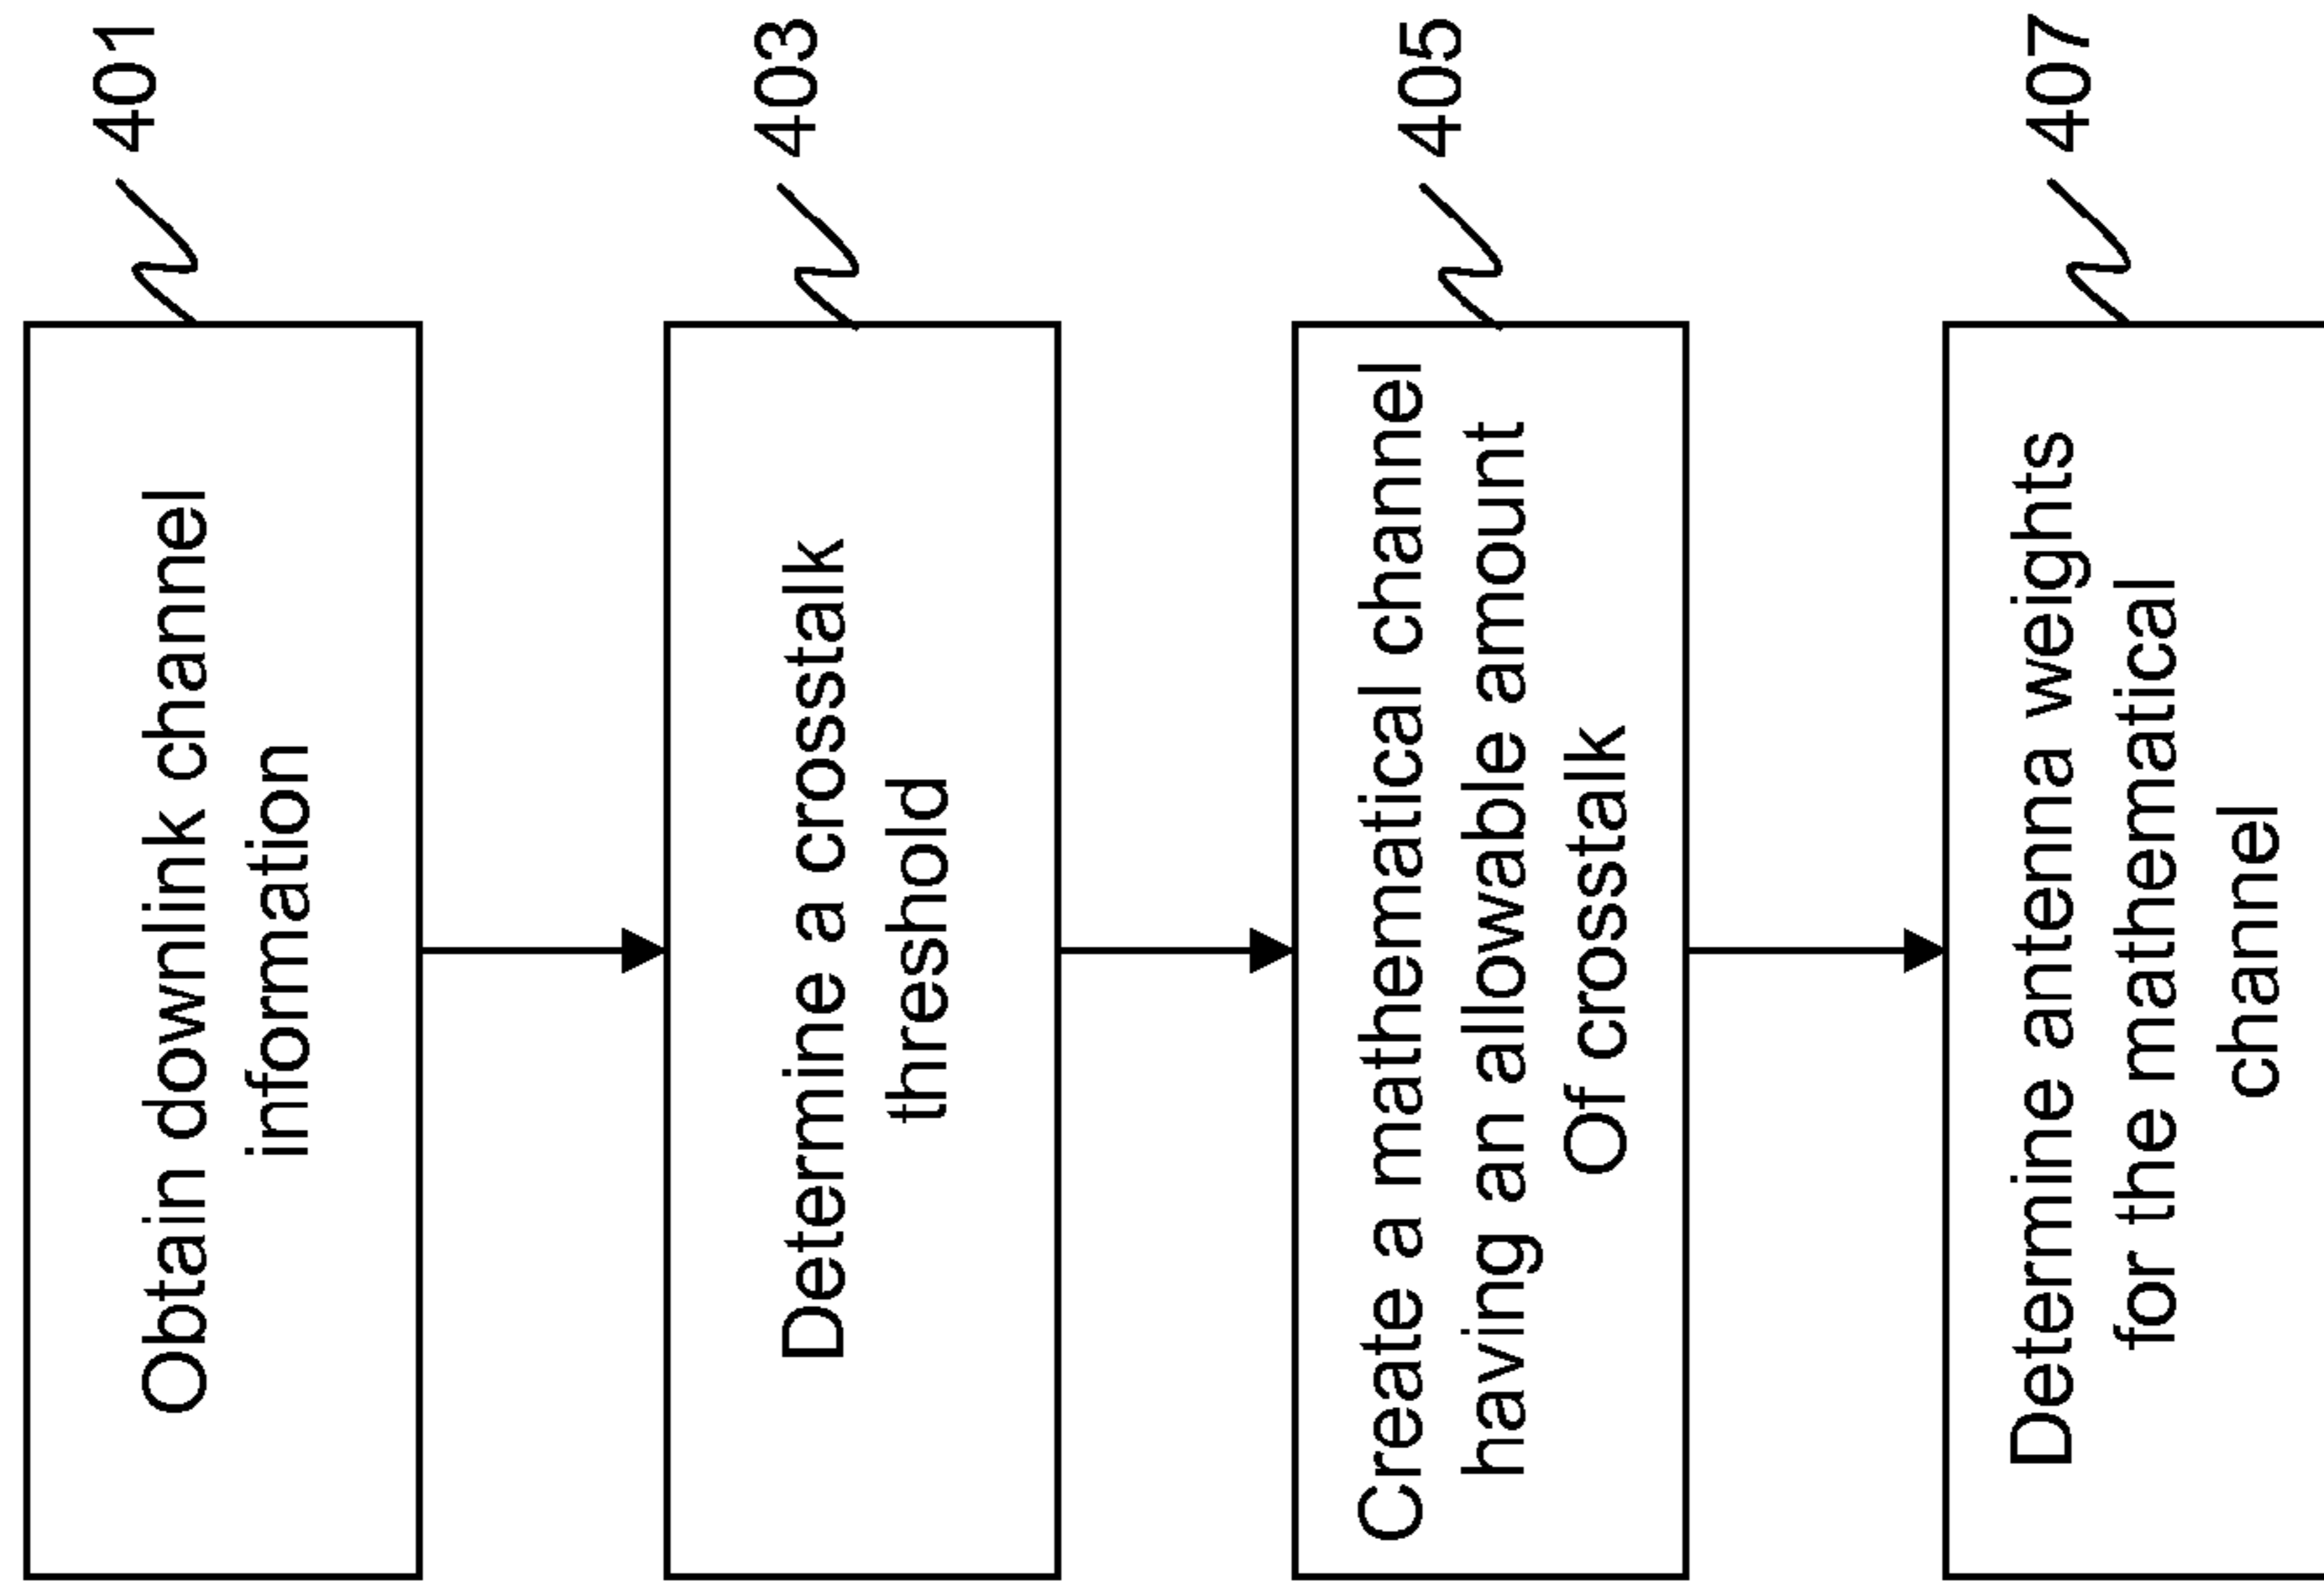 401
Obtain downlink channel
information
403
Determine a crosstalk
threshold
405
Create a mathematical channel
having an allowable amount
Of crosstalk
407
Determine antenna weights
for the mathematical
channel